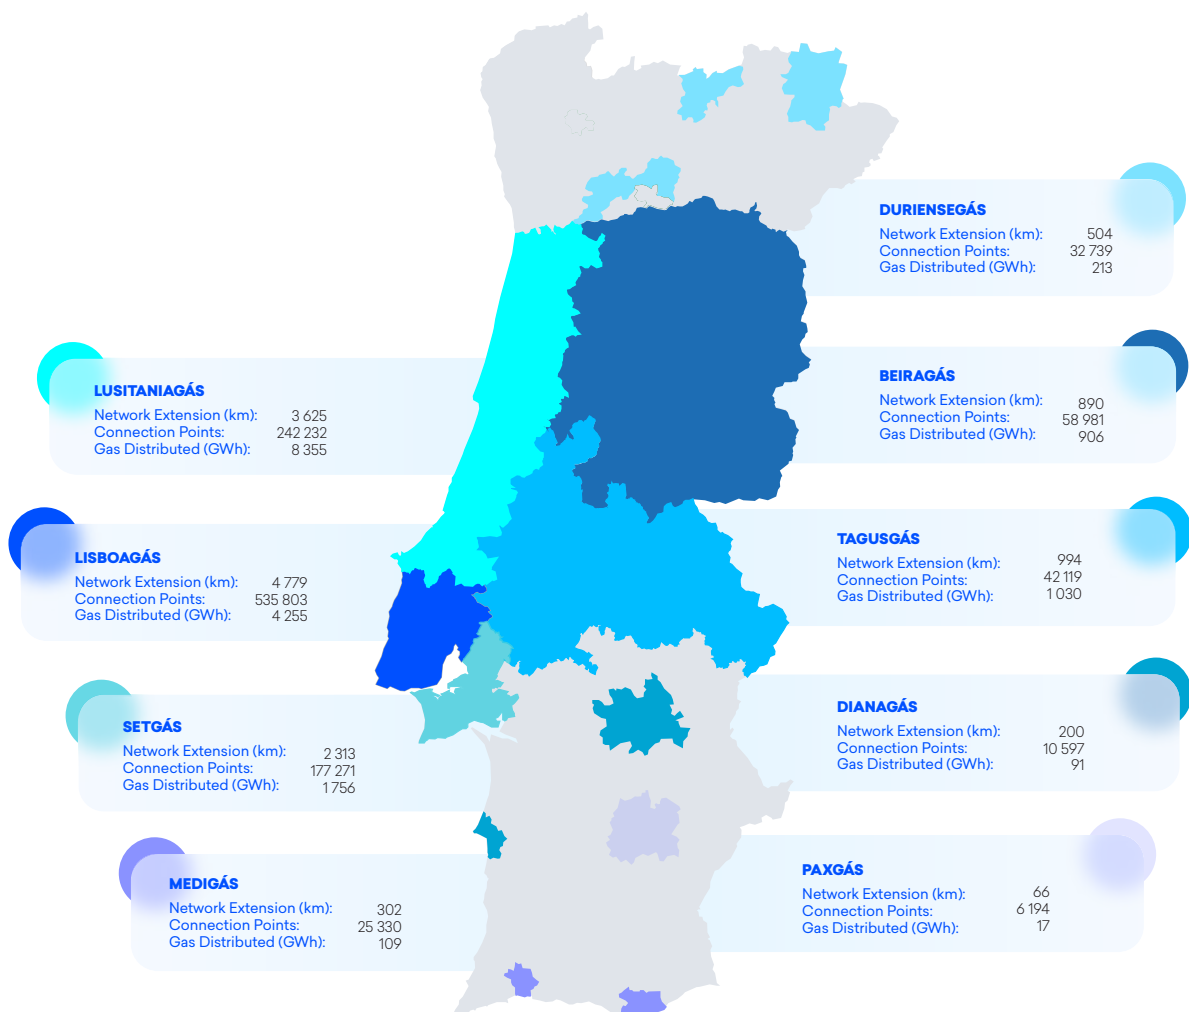 DURIENSEGÁS
Network Extension (km): 504
Connection Points: 32 739
Gas Distributed (GWh): 213
LUSITANIAGÁS
Network Extension (km): 3 625
Connection Points: 242 232
Gas Distributed (GWh): 8 355
BEIRAGÁS
Network Extension (km): 890
Connection Points: 58 981
Gas Distributed (GWh): 906
LISBOAGÁS
Network Extension (km): 4 779
Connection Points: 535 803
Gas Distributed (GWh): 4 255
TAGUSGÁS
Network Extension (km): 994
Connection Points: 42 119
Gas Distributed (GWh): 1 030
SETGÁS
Network Extension (km): 2 313
Connection Points: 177 271
Gas Distributed (GWh): 1 756
DIANAGÁS
Network Extension (km): 200
Connection Points: 10 597
Gas Distributed (GWh): 91
MEDIGÁS
Network Extension (km): 302
Connection Points: 25 330
Gas Distributed (GWh): 109
PAXGÁS
Network Extension (km): 66
Connection Points: 6 194
Gas Distributed (GWh): 17